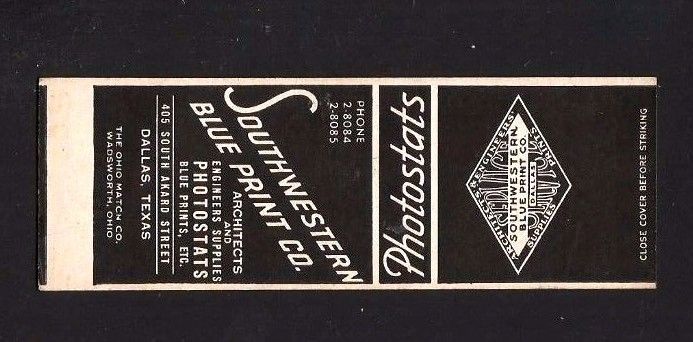 CLOSE COVER BEFORE STRIKING
ARCHITECTS' & ENGINEERS'
SOUTHWESTERN
BLUE PRINT CO.
DALLAS
SUPPLIES
PRINTS
Photostats
PHONE
2-8084
2-8085
SOUTHWESTERN
BLUE PRINT CO.
ARCHITECTS
AND
ENGINEERS SUPPLIES
PHOTOSTATS
BLUE PRINTS, ETC.
405 SOUTH AKARD STREET
DALLAS, TEXAS
THE OHIO MATCH CO.
WADSWORTH, OHIO